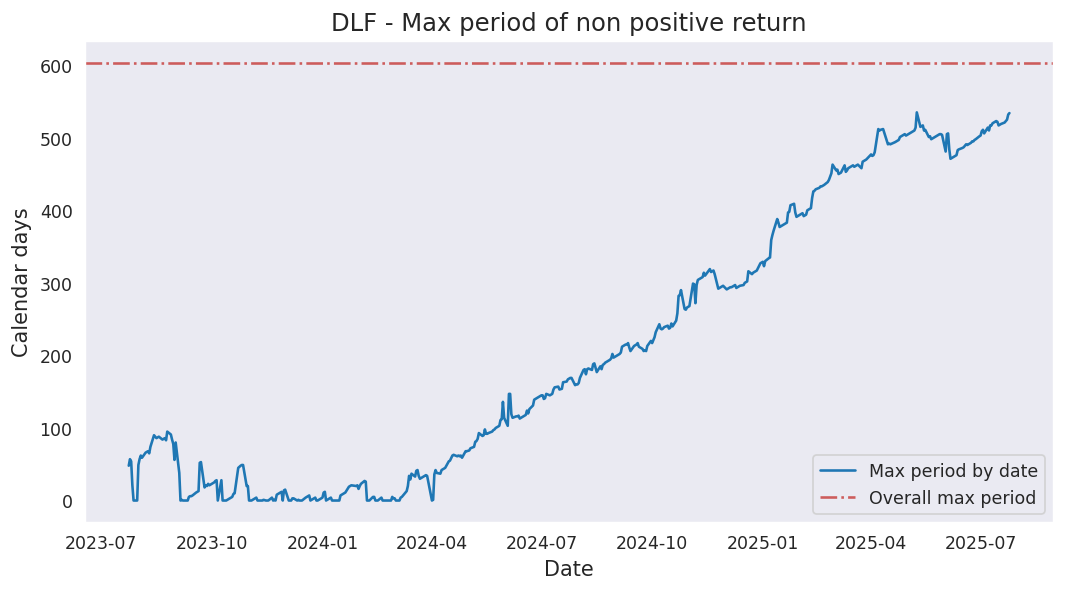 DLF - Max period of non positive return
Calendar days
600
500
400
300
200
100
0
2023-07 2023-10 2024-01 2024-04 2024-07 2024-10 2025-01 2025-04 2025-07
Date
Max period by date
Overall max period